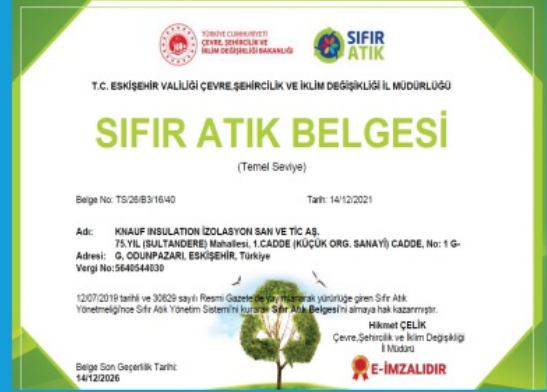 TÜRKİYE CUMHURİYETİ
ÇEVRE, ŞEHİRCİLİK VE
İKLİM DEĞİŞİKLİĞİ BAKANLIĞI
SIFIR
ATIK
T.C. ESKİŞEHİR VALİLİĞİ ÇEVRE,ŞEHİRCİLİK VE İKLİM DEĞİŞİKLİĞİ İL MÜDÜRLÜĞÜ
SIFIR ATIK BELGESİ
(Temel Seviye)
Belge No: TS/26/B3/16/40 Tarih: 14/12/2021
Adı: KNAUF INSULATION İZOLASYON SAN VE TİC AŞ.
75.YIL (SULTANDERE) Mahallesi, 1.CADDE (KÜÇÜK ORG. SANAYİ) CADDE, No: 1 G-
Adresi: G, ODUNPAZARI, ESKİŞEHİR, Türkiye
Vergi No:5640544030
12/07/2019 tarihli ve 30829 sayılı Resmi Gazete'de yayımlanarak yürürlüğe giren Sıfır Atık
Yönetmeliği'nce Sıfır Atık Yönetim Sistemi'ni kurarak Sıfır Atık Belgesi'ni almaya hak kazanmıştır.
Hikmet ÇELİK
Çevre,Şehircilik ve İklim Değişikliği
İl Müdürü
E-İMZALIDIR
Belge Son Geçerlilik Tarihi:
14/12/2026